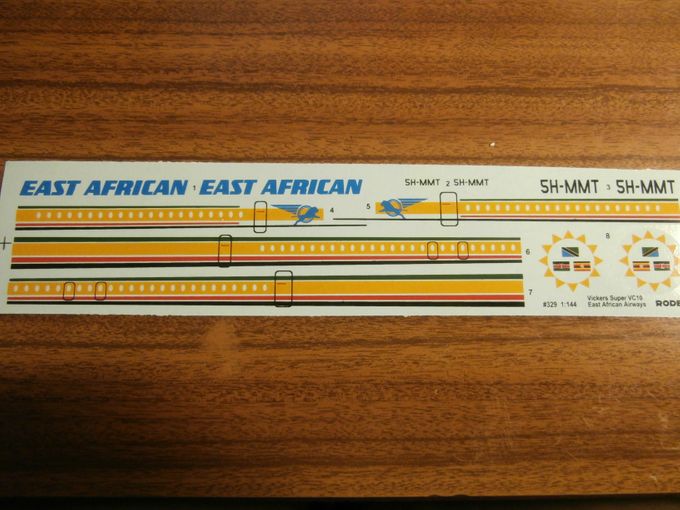 EAST AFRICAN 1 EAST AFRICAN
5H-MMT 2 5H-MMT
5H-MMT 3 5H-MMT
4
5
6
8
7
#329 1:144
Vickers Super VC10
East African Airways
RODE